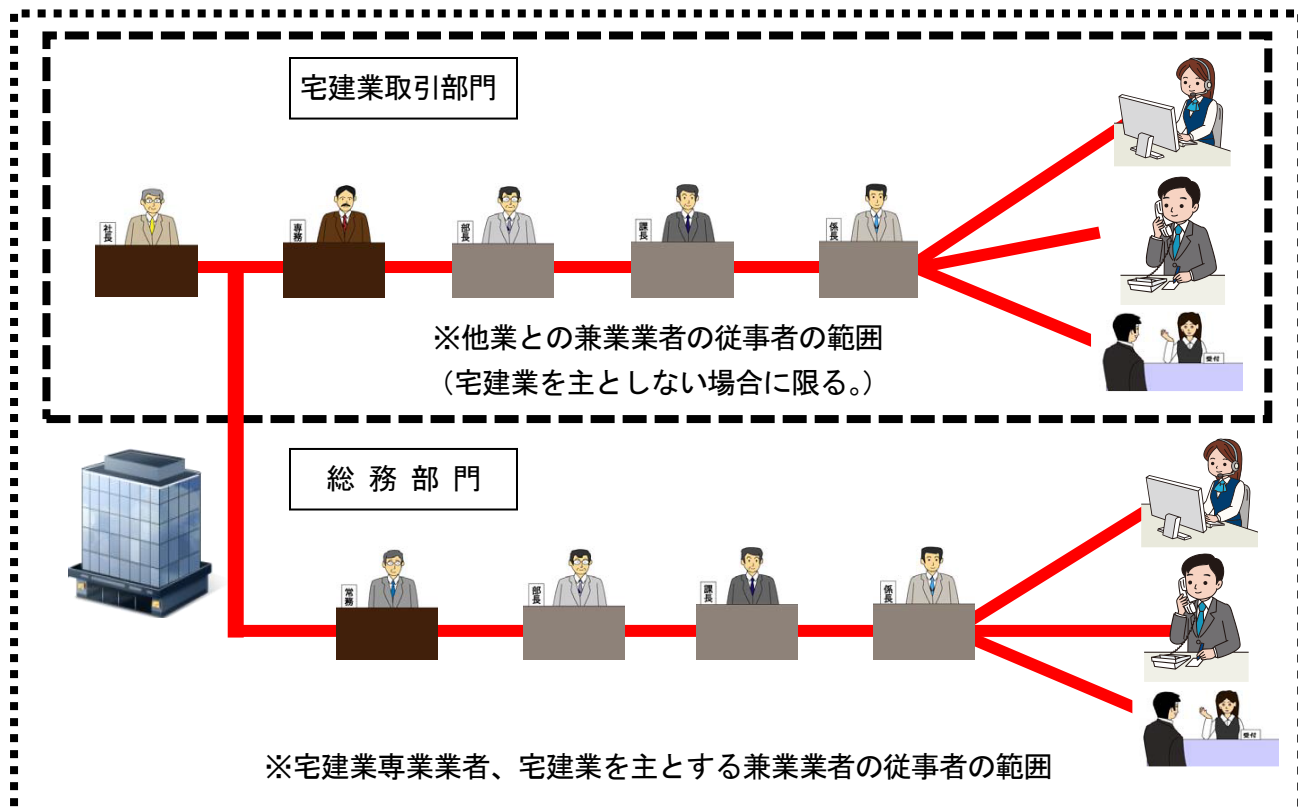 宅建業取引部門
社長
専務
部長
課長
係長
受付
※他業との兼業業者の従事者の範囲
（宅建業を主としない場合に限る。）
総務部門
常務
部長
課長
係長
受付
※宅建業専業業者、宅建業を主とする兼業業者の従事者の範囲